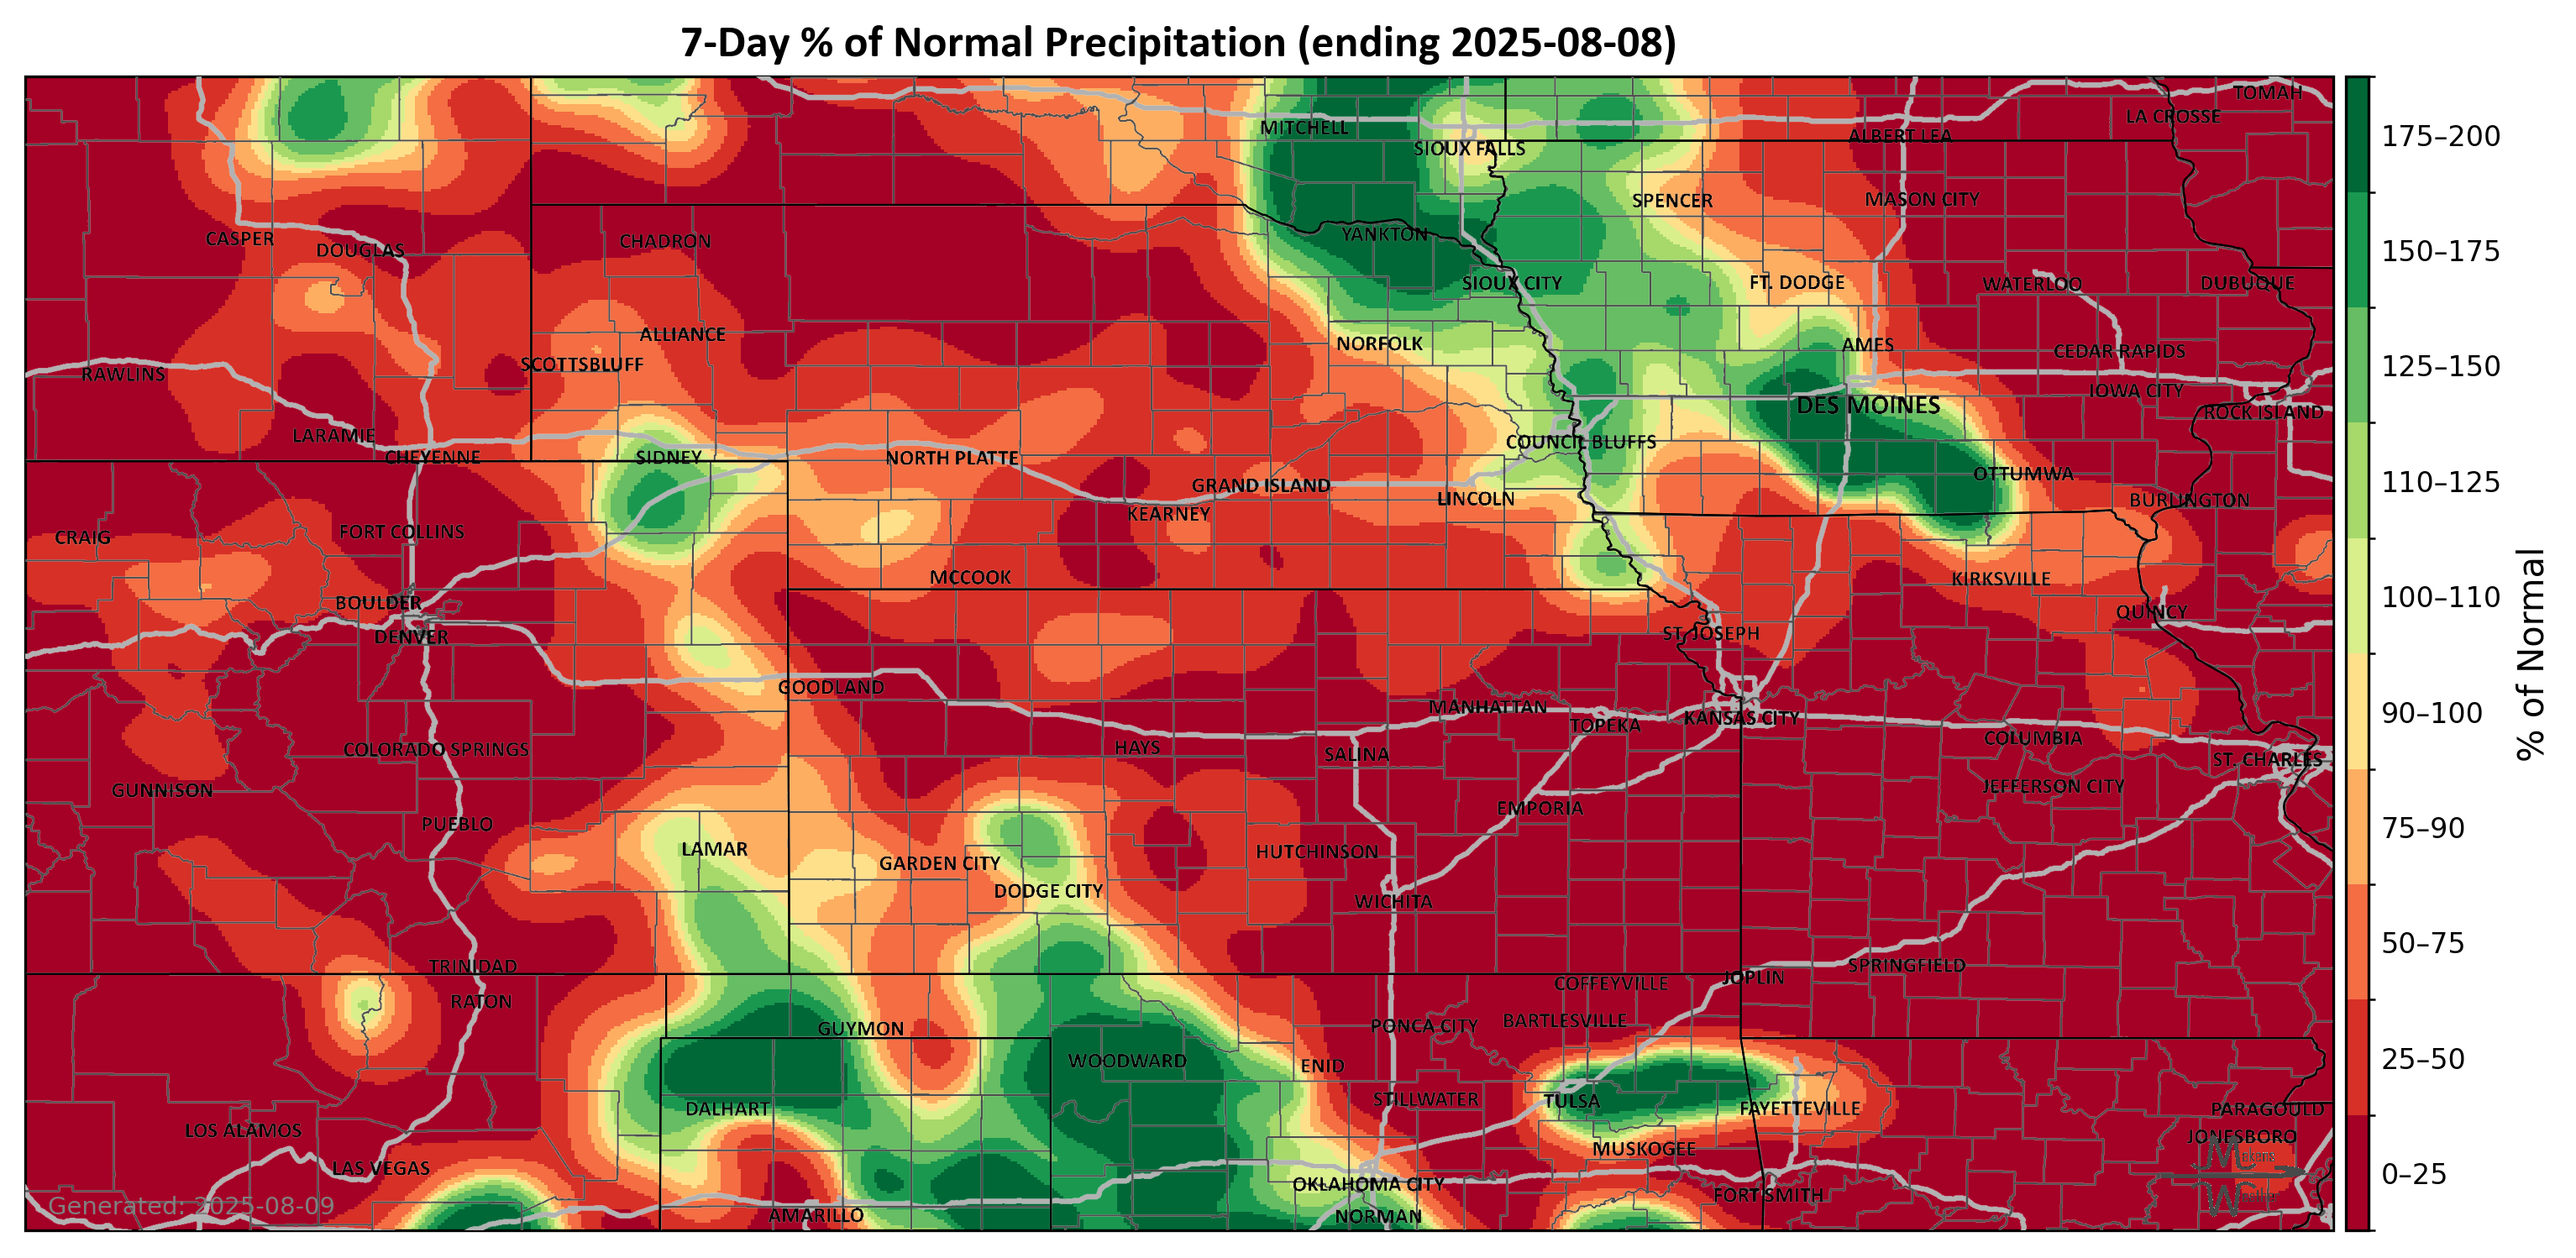 7-Day % of Normal Precipitation (ending 2025-08-08)
TOMAH
LA CROSSE
MITCHELL
ALBERT LEA
SIOUX FALLS
SPENCER
MASON CITY
CASPER
DOUGLAS
CHADRON
YANKTON
SIOUX CITY
FT. DODGE
WATERLOO
DUBUQUE
ALLIANCE
NORFOLK
AMES
CEDAR RAPIDS
SCOTTSBLUFF
RAWLINS
IOWA CITY
DES MOINES
ROCK ISLAND
LARAMIE
COUNCIL BLUFFS
CHEYENNE
SIDNEY
NORTH PLATTE
OTTUMWA
GRAND ISLAND
LINCOLN
BURLINGTON
KEARNEY
CRAIG
FORT COLLINS
MCCOOK
KIRKSVILLE
BOULDER
QUINCY
DENVER
ST. JOSEPH
GOODLAND
MANHATTAN
TOPEKA
KANSAS CITY
COLORADO SPRINGS
HAYS
SALINA
COLUMBIA
ST. CHARLES
GUNNISON
JEFFERSON CITY
EMPORIA
PUEBLO
LAMAR
GARDEN CITY
HUTCHINSON
DODGE CITY
WICHITA
TRINIDAD
SPRINGFIELD
COFFEYVILLE
JOPLIN
RATON
GUYMON
PONCA CITY
BARTLESVILLE
WOODWARD
ENID
DALHART
STILLWATER
TULSA
FAYETTEVILLE
PARAGOULD
LOS ALAMOS
JONESBORO
MUSKOGEE
LAS VEGAS
OKLAHOMA CITY
FORT SMITH
AMARILLO
NORMAN
Generated: 2025-08-09
175–200
150–175
125–150
110–125
100–110
90–100
75–90
50–75
25–50
0–25
% of Normal